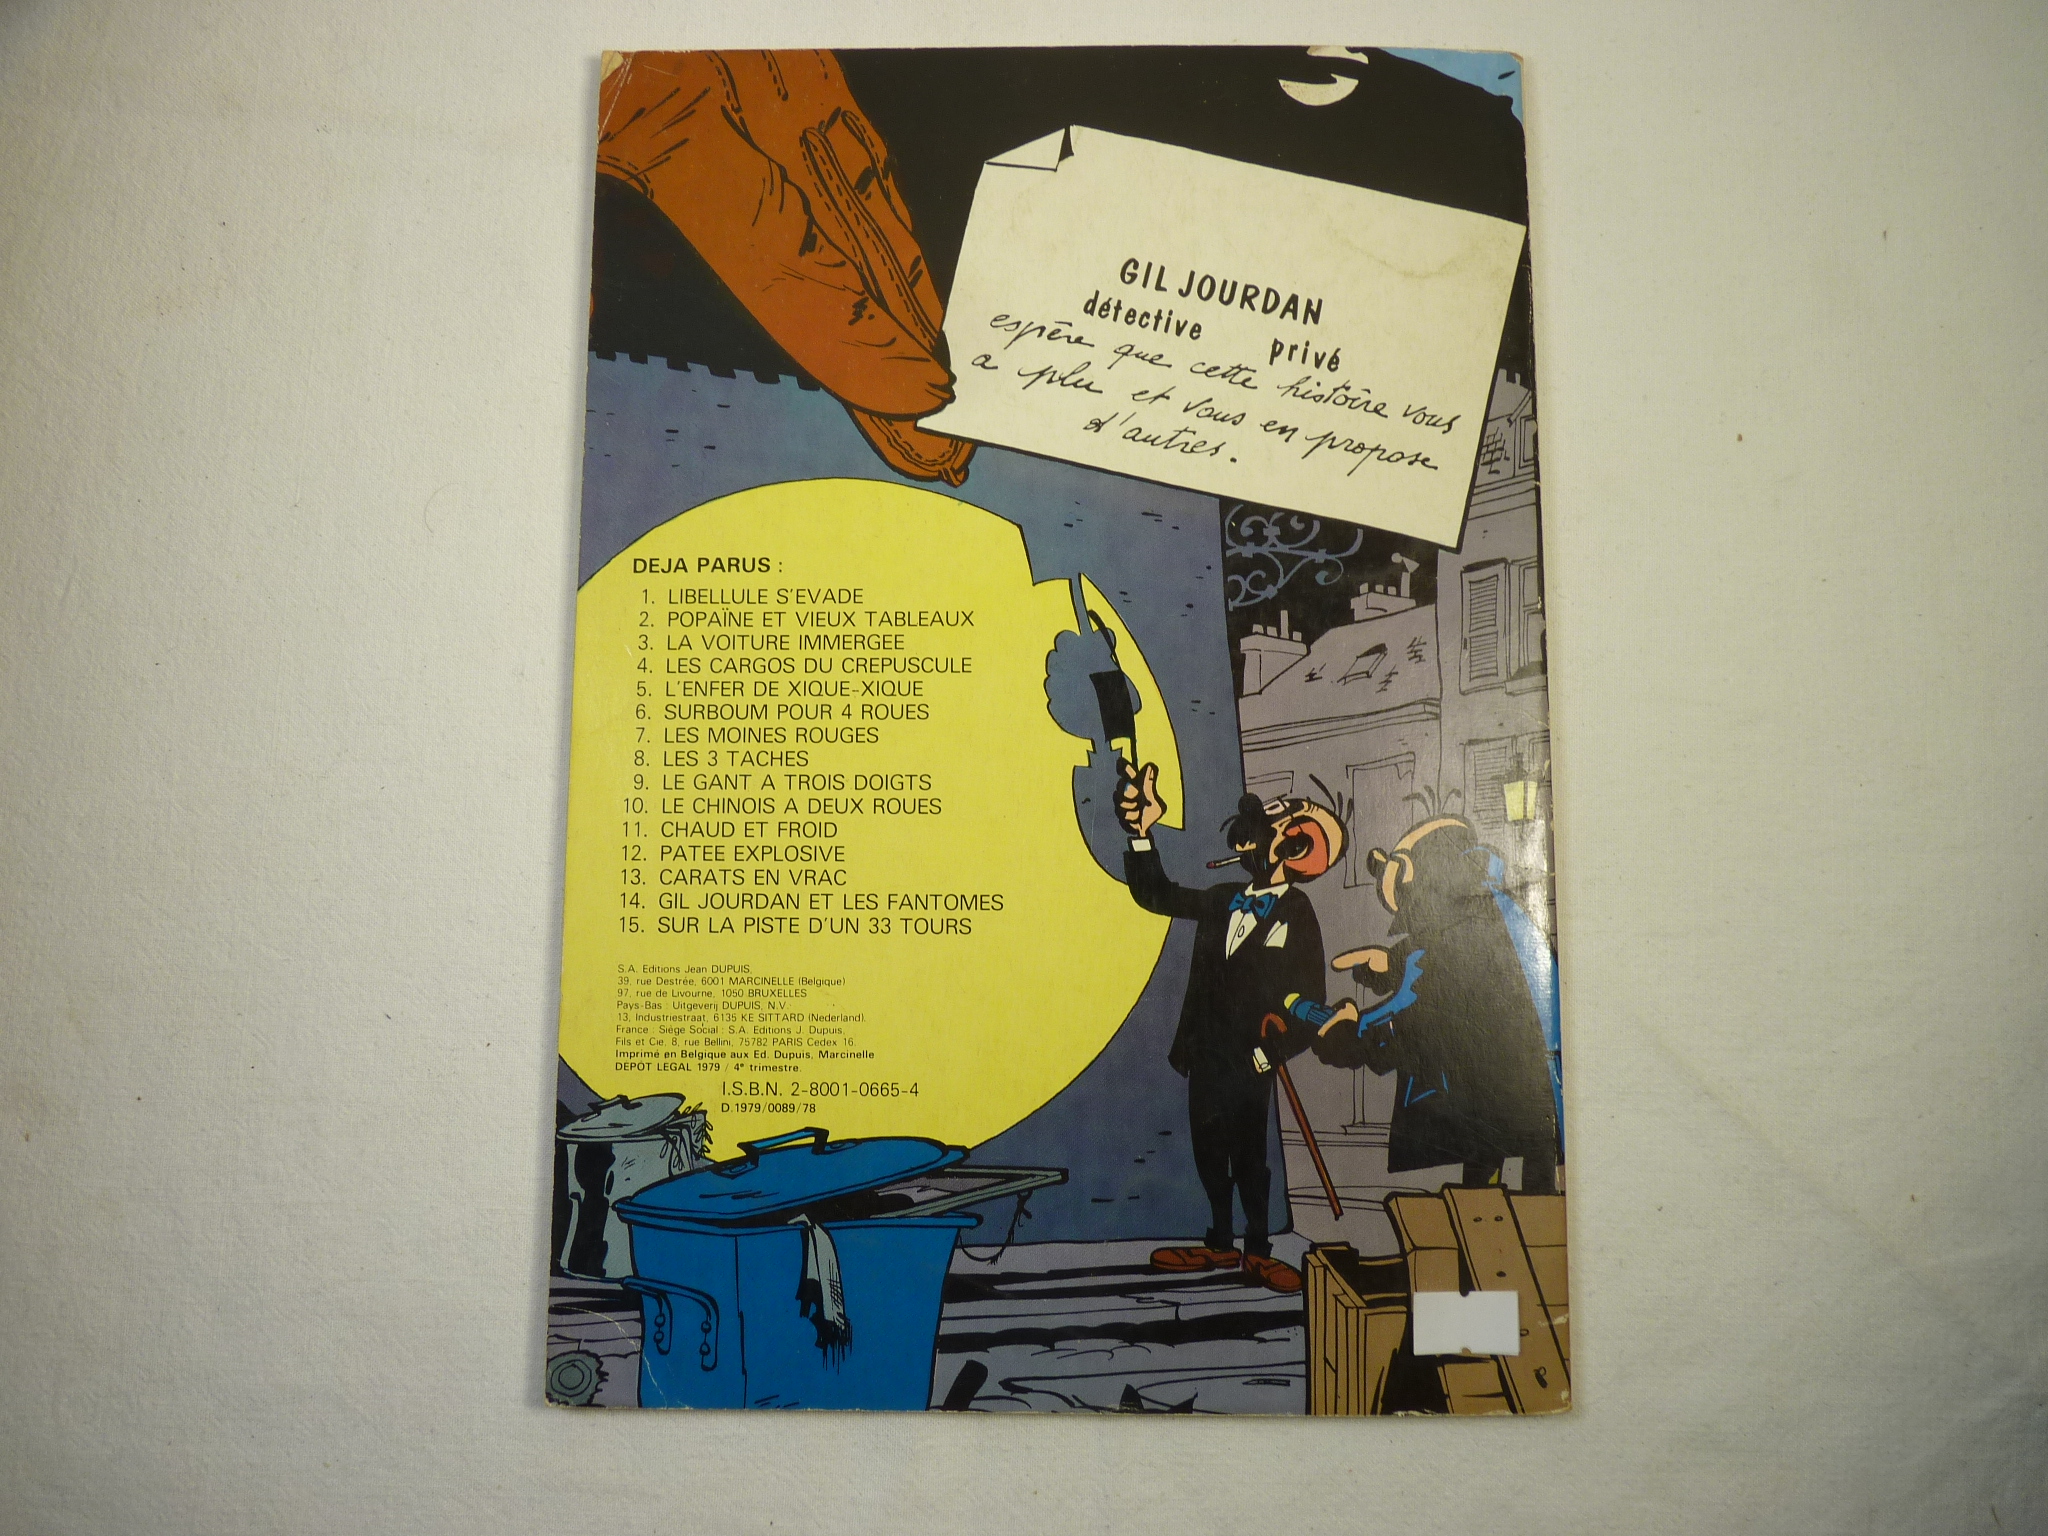 GIL JOURDAN
détective privé
espère que cette histoire vous
a plu et vous en propose
d'autres.
DEJA PARUS :
1. LIBELLULE S'EVADE
2. POPAÏNE ET VIEUX TABLEAUX
3. LA VOITURE IMMERGEE
4. LES CARGOS DU CREPUSCULE
5. L'ENFER DE XIQUE-XIQUE
6. SURBOUM POUR 4 ROUES
7. LES MOINES ROUGES
8. LES 3 TACHES
9. LE GANT A TROIS DOIGTS
10. LE CHINOIS A DEUX ROUES
11. CHAUD ET FROID
12. PATEE EXPLOSIVE
13. CARATS EN VRAC
14. GIL JOURDAN ET LES FANTOMES
15. SUR LA PISTE D'UN 33 TOURS
S.A. Editions Jean DUPUIS,
39, rue Destrée, 6001 MARCINELLE (Belgique)
97, rue de Livourne, 1050 BRUXELLES
Pays-Bas : Uitgeverij DUPUIS, N.V.
13, Industriestraat, 6135 KE SITTARD (Nederland).
France : Siège Social : S.A. Editions J. Dupuis,
Fils et Cie. 8, rue Bellini, 75782 PARIS Cedex 16.
Imprimé en Belgique aux Ed. Dupuis, Marcinelle
DEPOT LEGAL 1979 / 4e trimestre.
I.S.B.N. 2-8001-0665-4
D.1979/0089/78